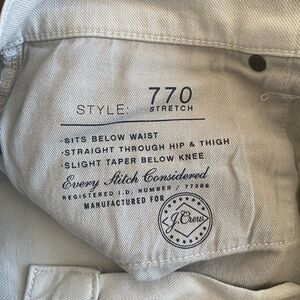 STYLE: 770
STRETCH
·SITS BELOW WAIST
·STRAIGHT THROUGH HIP & THIGH
·SLIGHT TAPER BELOW KNEE
Every Stitch Considered
REGISTERED I.D. NUMBER / 77388
MANUFACTURED FOR
J.Crew